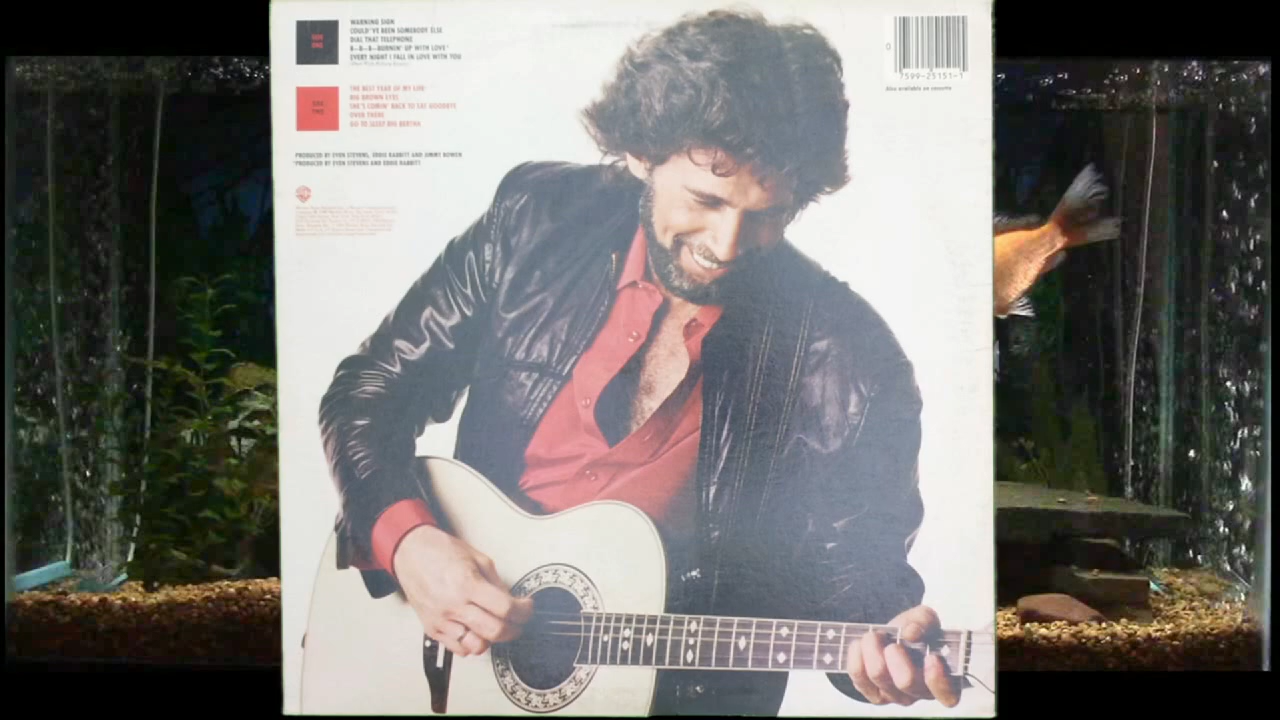 SIDE ONE
WARNING SIGN
COULD'VE BEEN SOMEBODY ELSE
DIAL THAT TELEPHONE
B-B-B-BURNIN' UP WITH LOVE*
EVERY NIGHT I FALL IN LOVE WITH YOU
SIDE TWO
THE BEST YEAR OF MY LIFE
BIG BROWN EYES
SHE'S COMIN' BACK TO SAY GOODBYE
OVER THERE
GO TO SLEEP BIG BERTHA
PRODUCED BY EVEN STEVENS, EDDIE RABBITT AND JIMMY BOWEN
*PRODUCED BY EVEN STEVENS AND EDDIE RABBITT
0
7599-25151-1
Also available on cassette